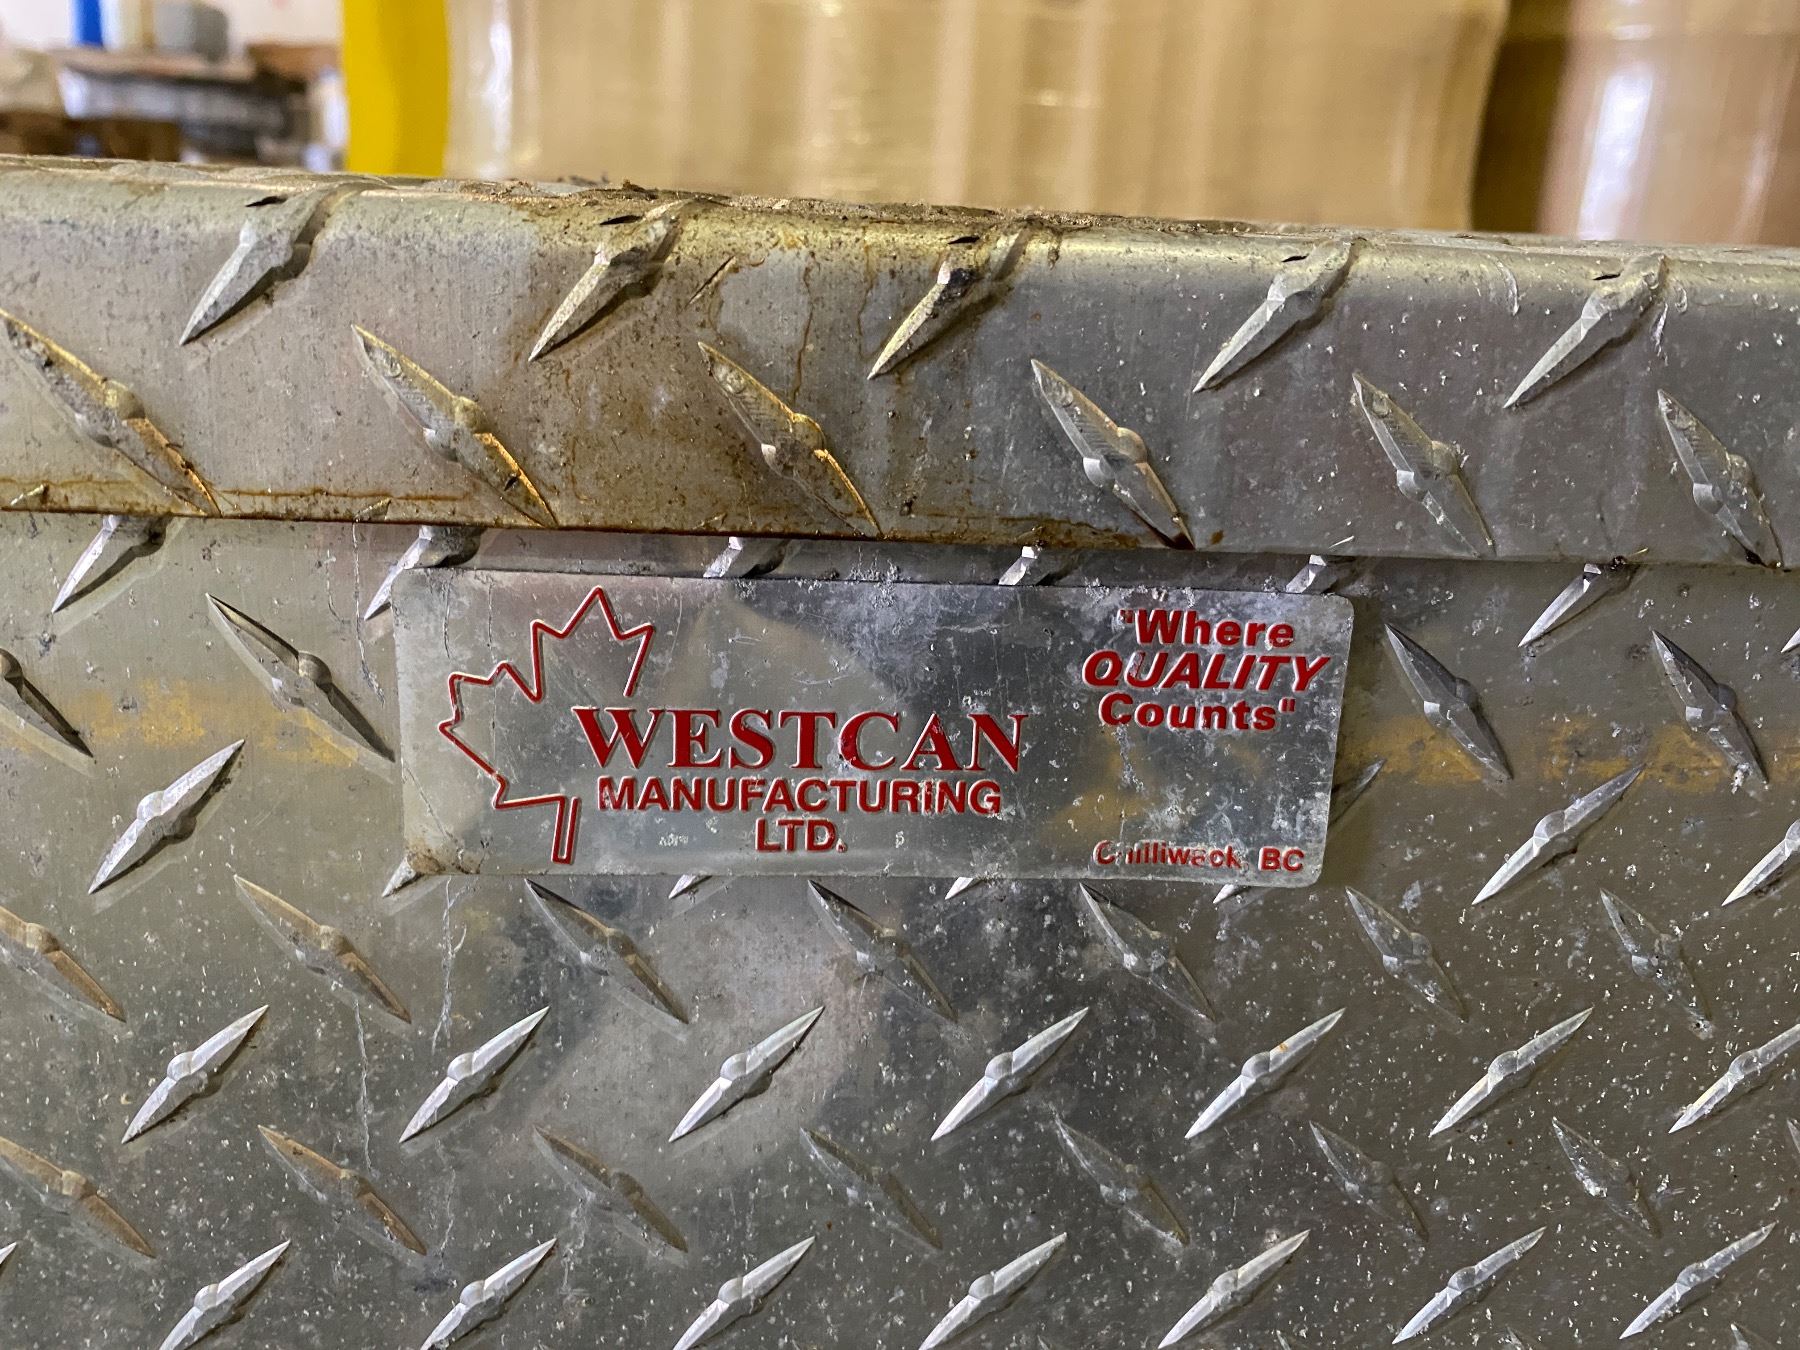 WESTCAN
MANUFACTURING
LTD.
"Where
QUALITY
Counts"
Chilliwack, BC